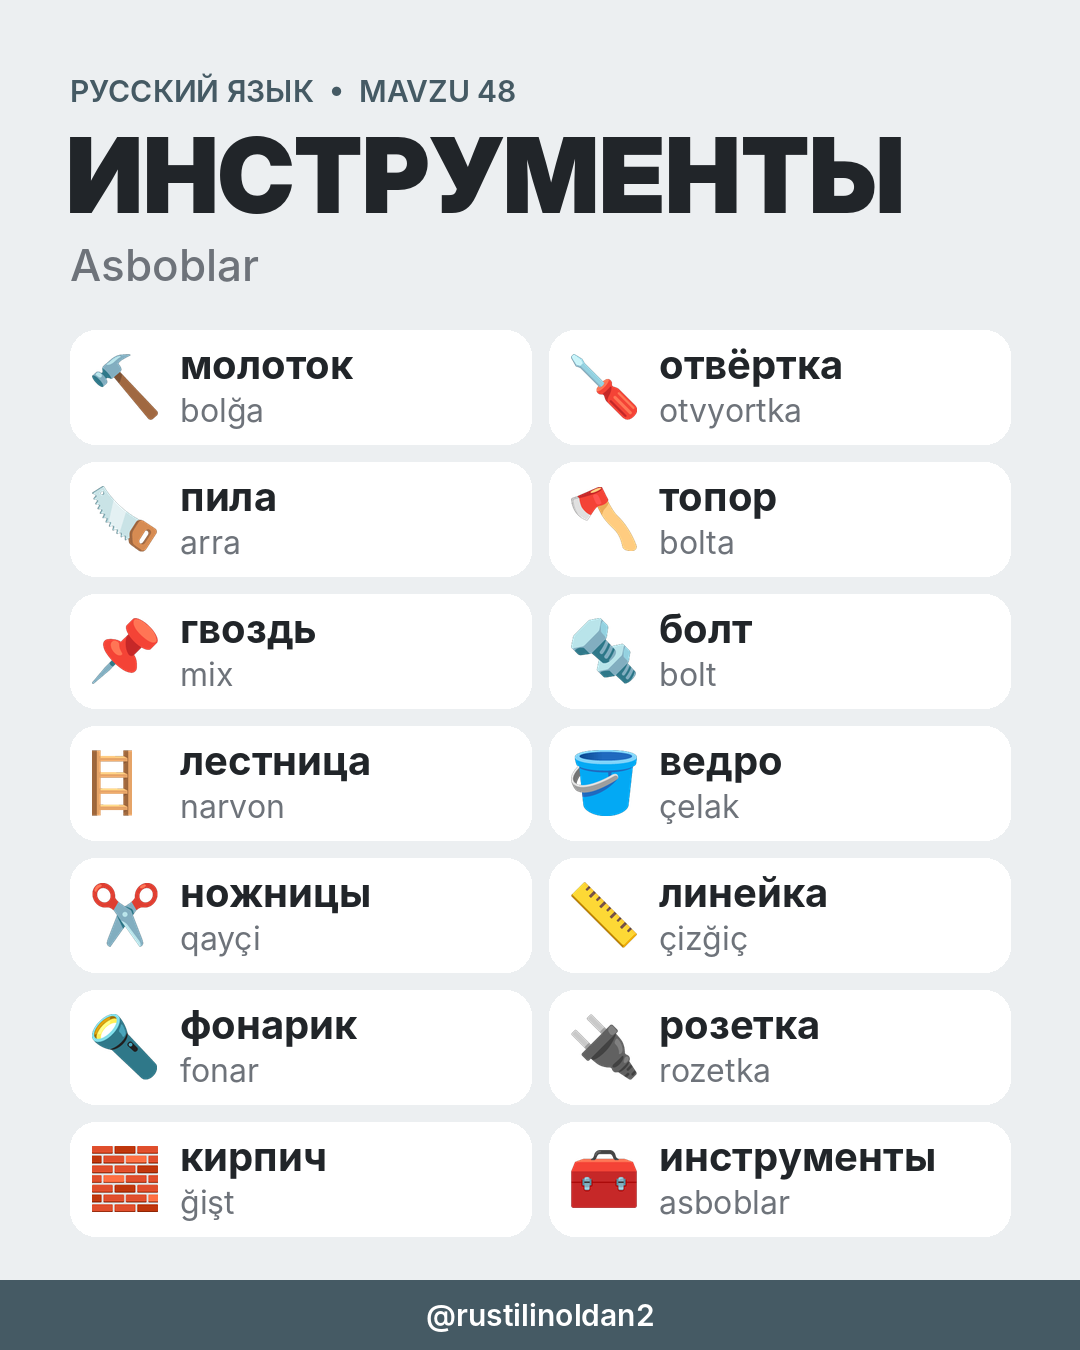 РУССКИЙ ЯЗЫК • MAVZU 48
ИНСТРУМЕНТЫ
Asboblar
молоток
bolğa
отвёртка
otvyortka
пила
arra
топор
bolta
гвоздь
mix
болт
bolt
лестница
narvon
ведро
çelak
ножницы
qayçi
линейка
çizğiç
фонарик
fonar
розетка
rozetka
кирпич
ğişt
инструменты
asboblar
@rustilinoldan2